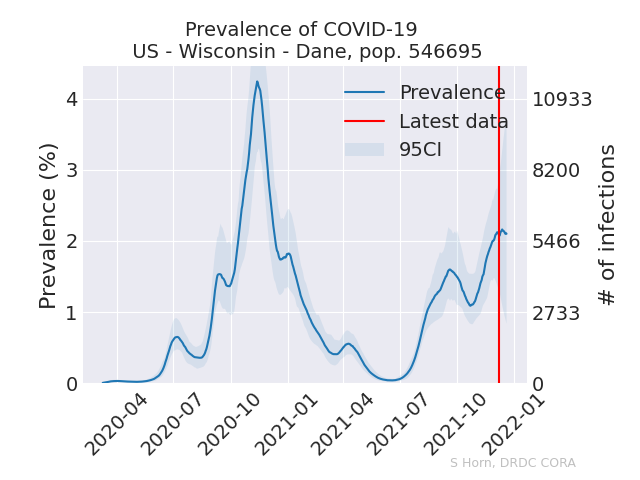 Prevalence of COVID-19
US - Wisconsin - Dane, pop. 546695
Prevalence (%)
4
3
2
1
0
Prevalence
Latest data
95CI
10933
8200
5466
2733
0
# of infections
2020-04
2020-07
2020-10
2021-01
2021-04
2021-07
2021-10
2022-01
S Horn, DRDC CORA